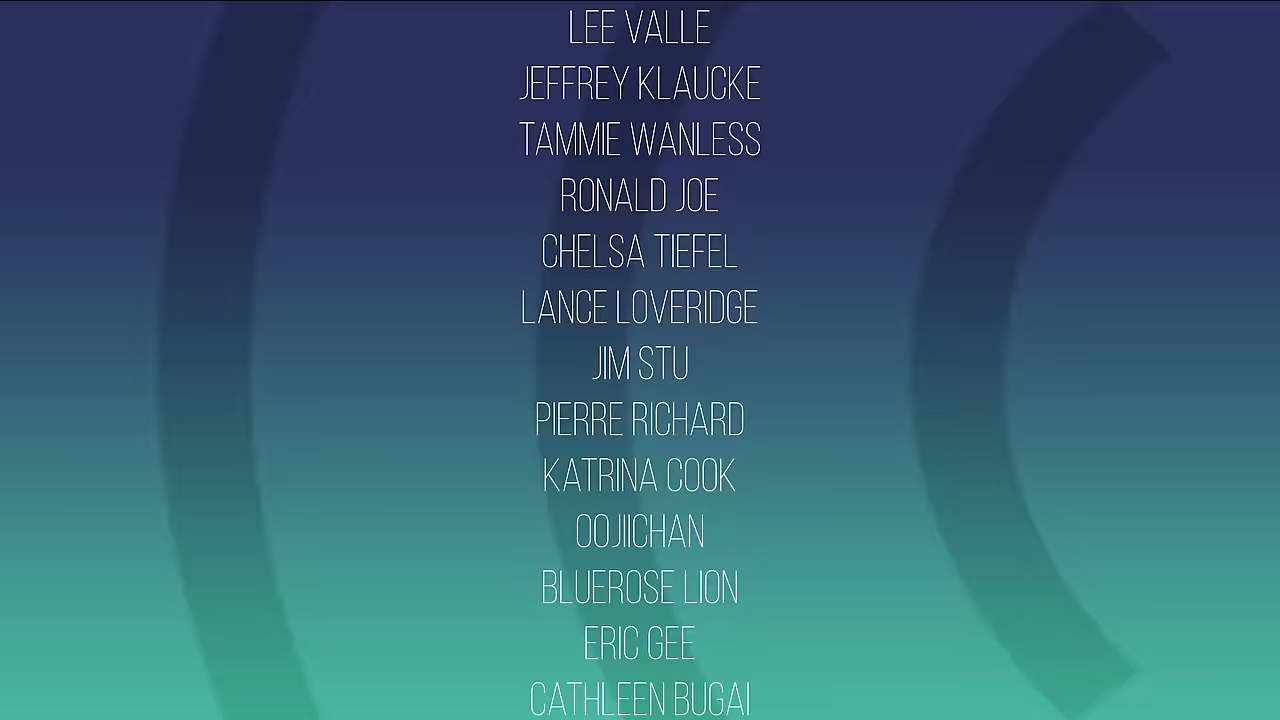 LEE VALLE
JEFFREY KLAUCKE
TAMMIE WANLESS
RONALD JOE
CHELSA TIEFEL
LANCE LOVERIDGE
JIM STU
PIERRE RICHARD
KATRINA COOK
OOJIICHAN
BLUEROSE LION
ERIC GEE
CATHLEEN BUGAI